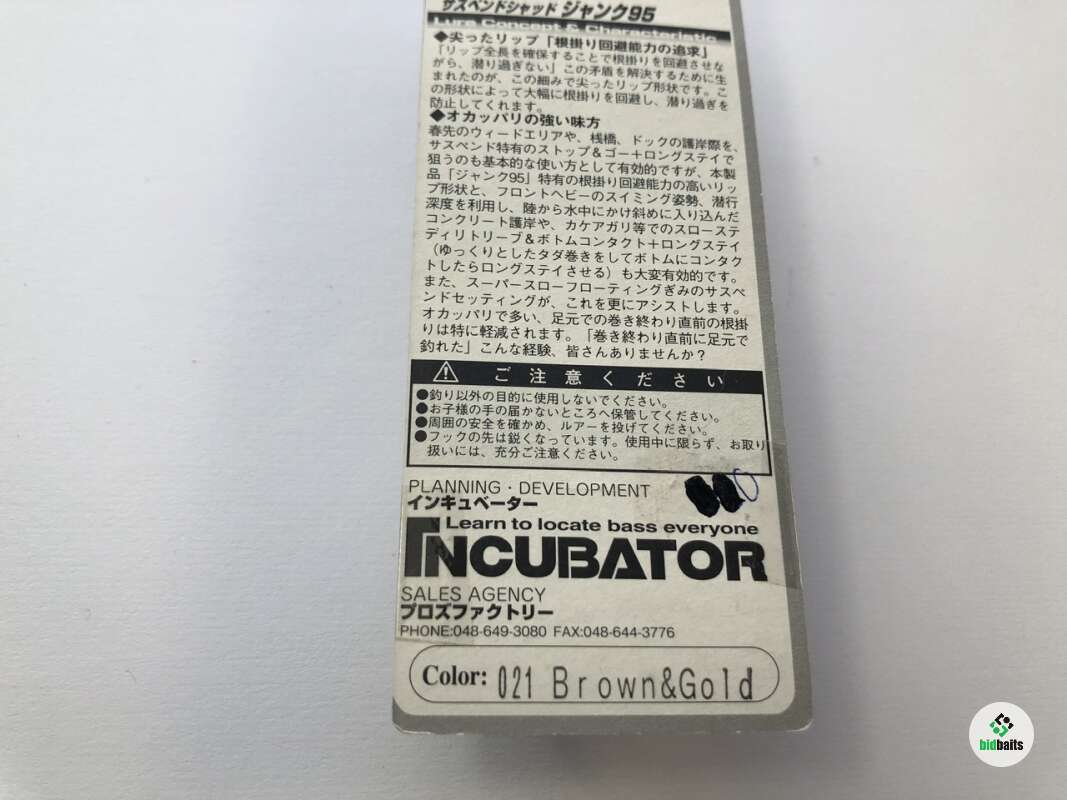 サスペンドシャッド ジャンク95
Lure Concept & Characteristic
◆尖ったリップ「根掛り回避能力の追求」
「リップ全長を確保することで根掛りを回避させな
がら、潜り過ぎない」この矛盾を解決するために生
まれたのが、この細みで尖ったリップ形状です。こ
の形状によって大幅に根掛りを回避し、潜り過ぎを
防止してくれます。
◆オカッパリの強い味方
春先のウィードエリアや、桟橋、ドックの護岸際を、
サスペンド特有のストップ＆ゴー＋ロングステイで
狙うのも基本的な使い方として有効的ですが、本製
品「ジャンク95」特有の根掛り回避能力の高いリッ
プ形状と、フロントヘビーのスイミング姿勢、潜行
深度を利用し、陸から水中にかけ斜めに入り込んだ
コンクリート護岸や、カケアガリ等でのスローステ
ディリトリーブ＆ボトムコンタクト＋ロングステイ
（ゆっくりとしたタダ巻きをしてボトムにコンタク
トしたらロングステイさせる）も大変有効的です。
また、スーパースローフローティングぎみのサスペ
ンドセッティングが、これを更にアシストします。
オカッパリで多い、足元での巻き終わり直前の根掛
りは特に軽減されます。「巻き終わり直前に足元で
釣れた」こんな経験、皆さんありませんか？
ご注意ください
●釣り以外の目的に使用しないでください。
●お子様の手の届かないところへ保管してください。
●周囲の安全を確かめ、ルアーを投げてください。
●フックの先は鋭くなっています。使用中に限らず、お取り
扱いには、充分ご注意ください。
PLANNING・DEVELOPMENT
インキュベーター
Learn to locate bass everyone
INCUBATOR
SALES AGENCY
プロズファクトリー
PHONE:048-649-3080 FAX:048-644-3776
Color: 021 Brown&Gold
bidbaits